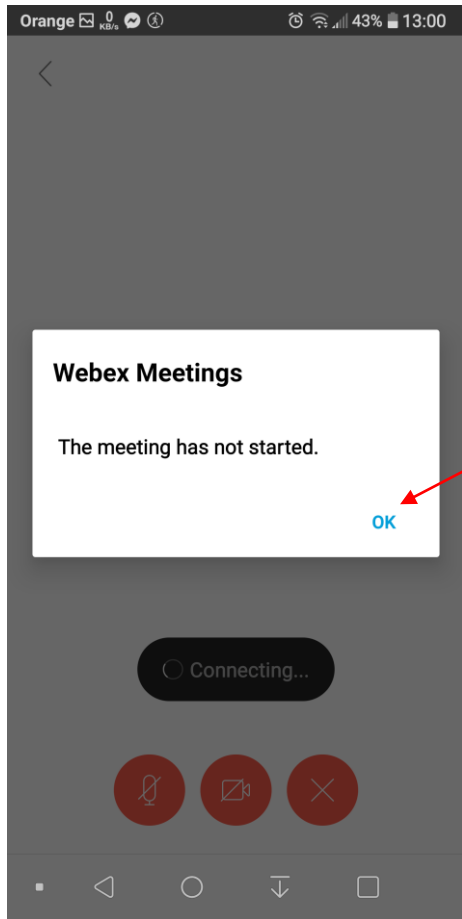 Orange 0 KB/s 43% 13:00
Webex Meetings
The meeting has not started.
OK
Connecting...